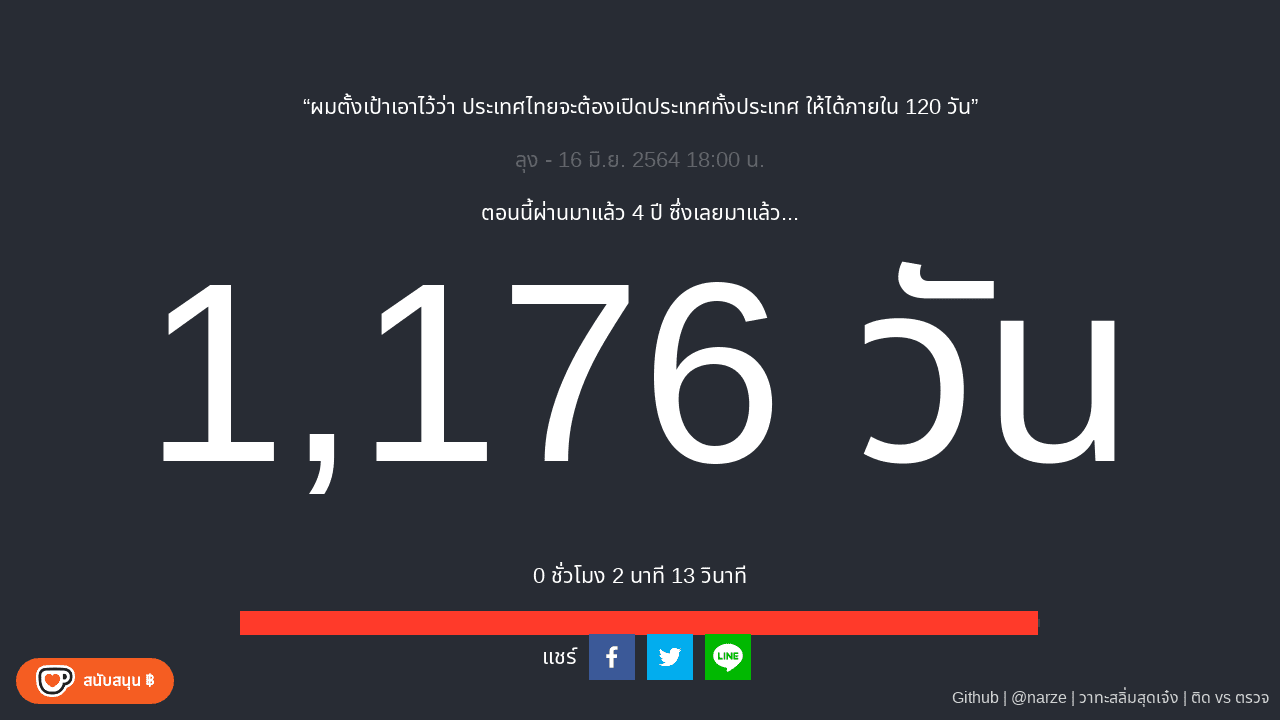 “ผมตั้งเป้าเอาไว้ว่า ประเทศไทยจะต้องเปิดประเทศทั้งประเทศ ให้ได้ภายใน 120 วัน”
ลุง - 16 มิ.ย. 2564 18:00 น.
ตอนนี้ผ่านมาแล้ว 4 ปี ซึ่งเลยมาแล้ว...
1,176 วัน
0 ชั่วโมง 2 นาที 13 วินาที
แชร์
LINE
สนับสนุน ฿
Github | @narze | วาทะสลิ่มสุดเจ๋ง | ติด vs ตรวจ